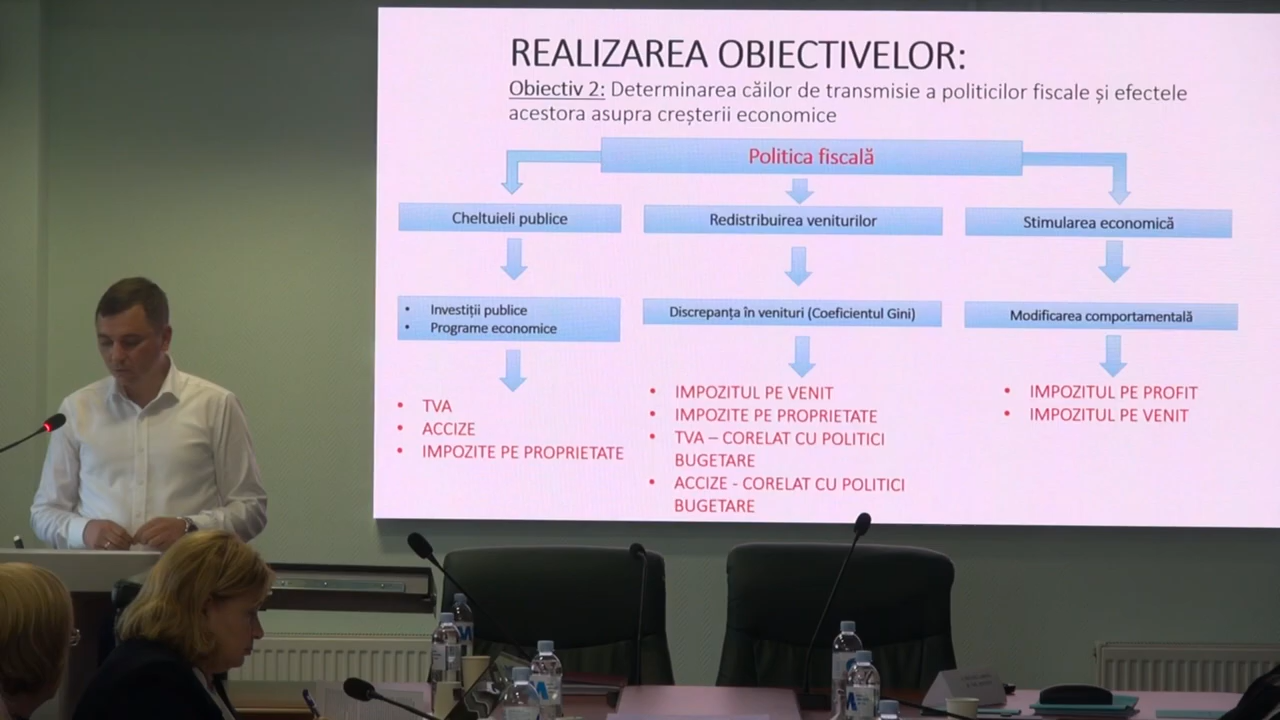 REALIZAREA OBIECTIVELOR:
Obiectiv 2: Determinarea căilor de transmisie a politicilor fiscale și efectele
acestora asupra creșterii economice
Politica fiscală
Cheltuieli publice
Redistribuirea veniturilor
Stimularea economică
• Investiții publice
• Programe economice
Discrepanța în venituri (Coeficientul Gini)
Modificarea comportamentală
• TVA
• ACCIZE
• IMPOZITE PE PROPRIETATE
• IMPOZITUL PE VENIT
• IMPOZITE PE PROPRIETATE
• TVA – CORELAT CU POLITICI
BUGETARE
• ACCIZE - CORELAT CU POLITICI
BUGETARE
• IMPOZITUL PE PROFIT
• IMPOZITUL PE VENIT